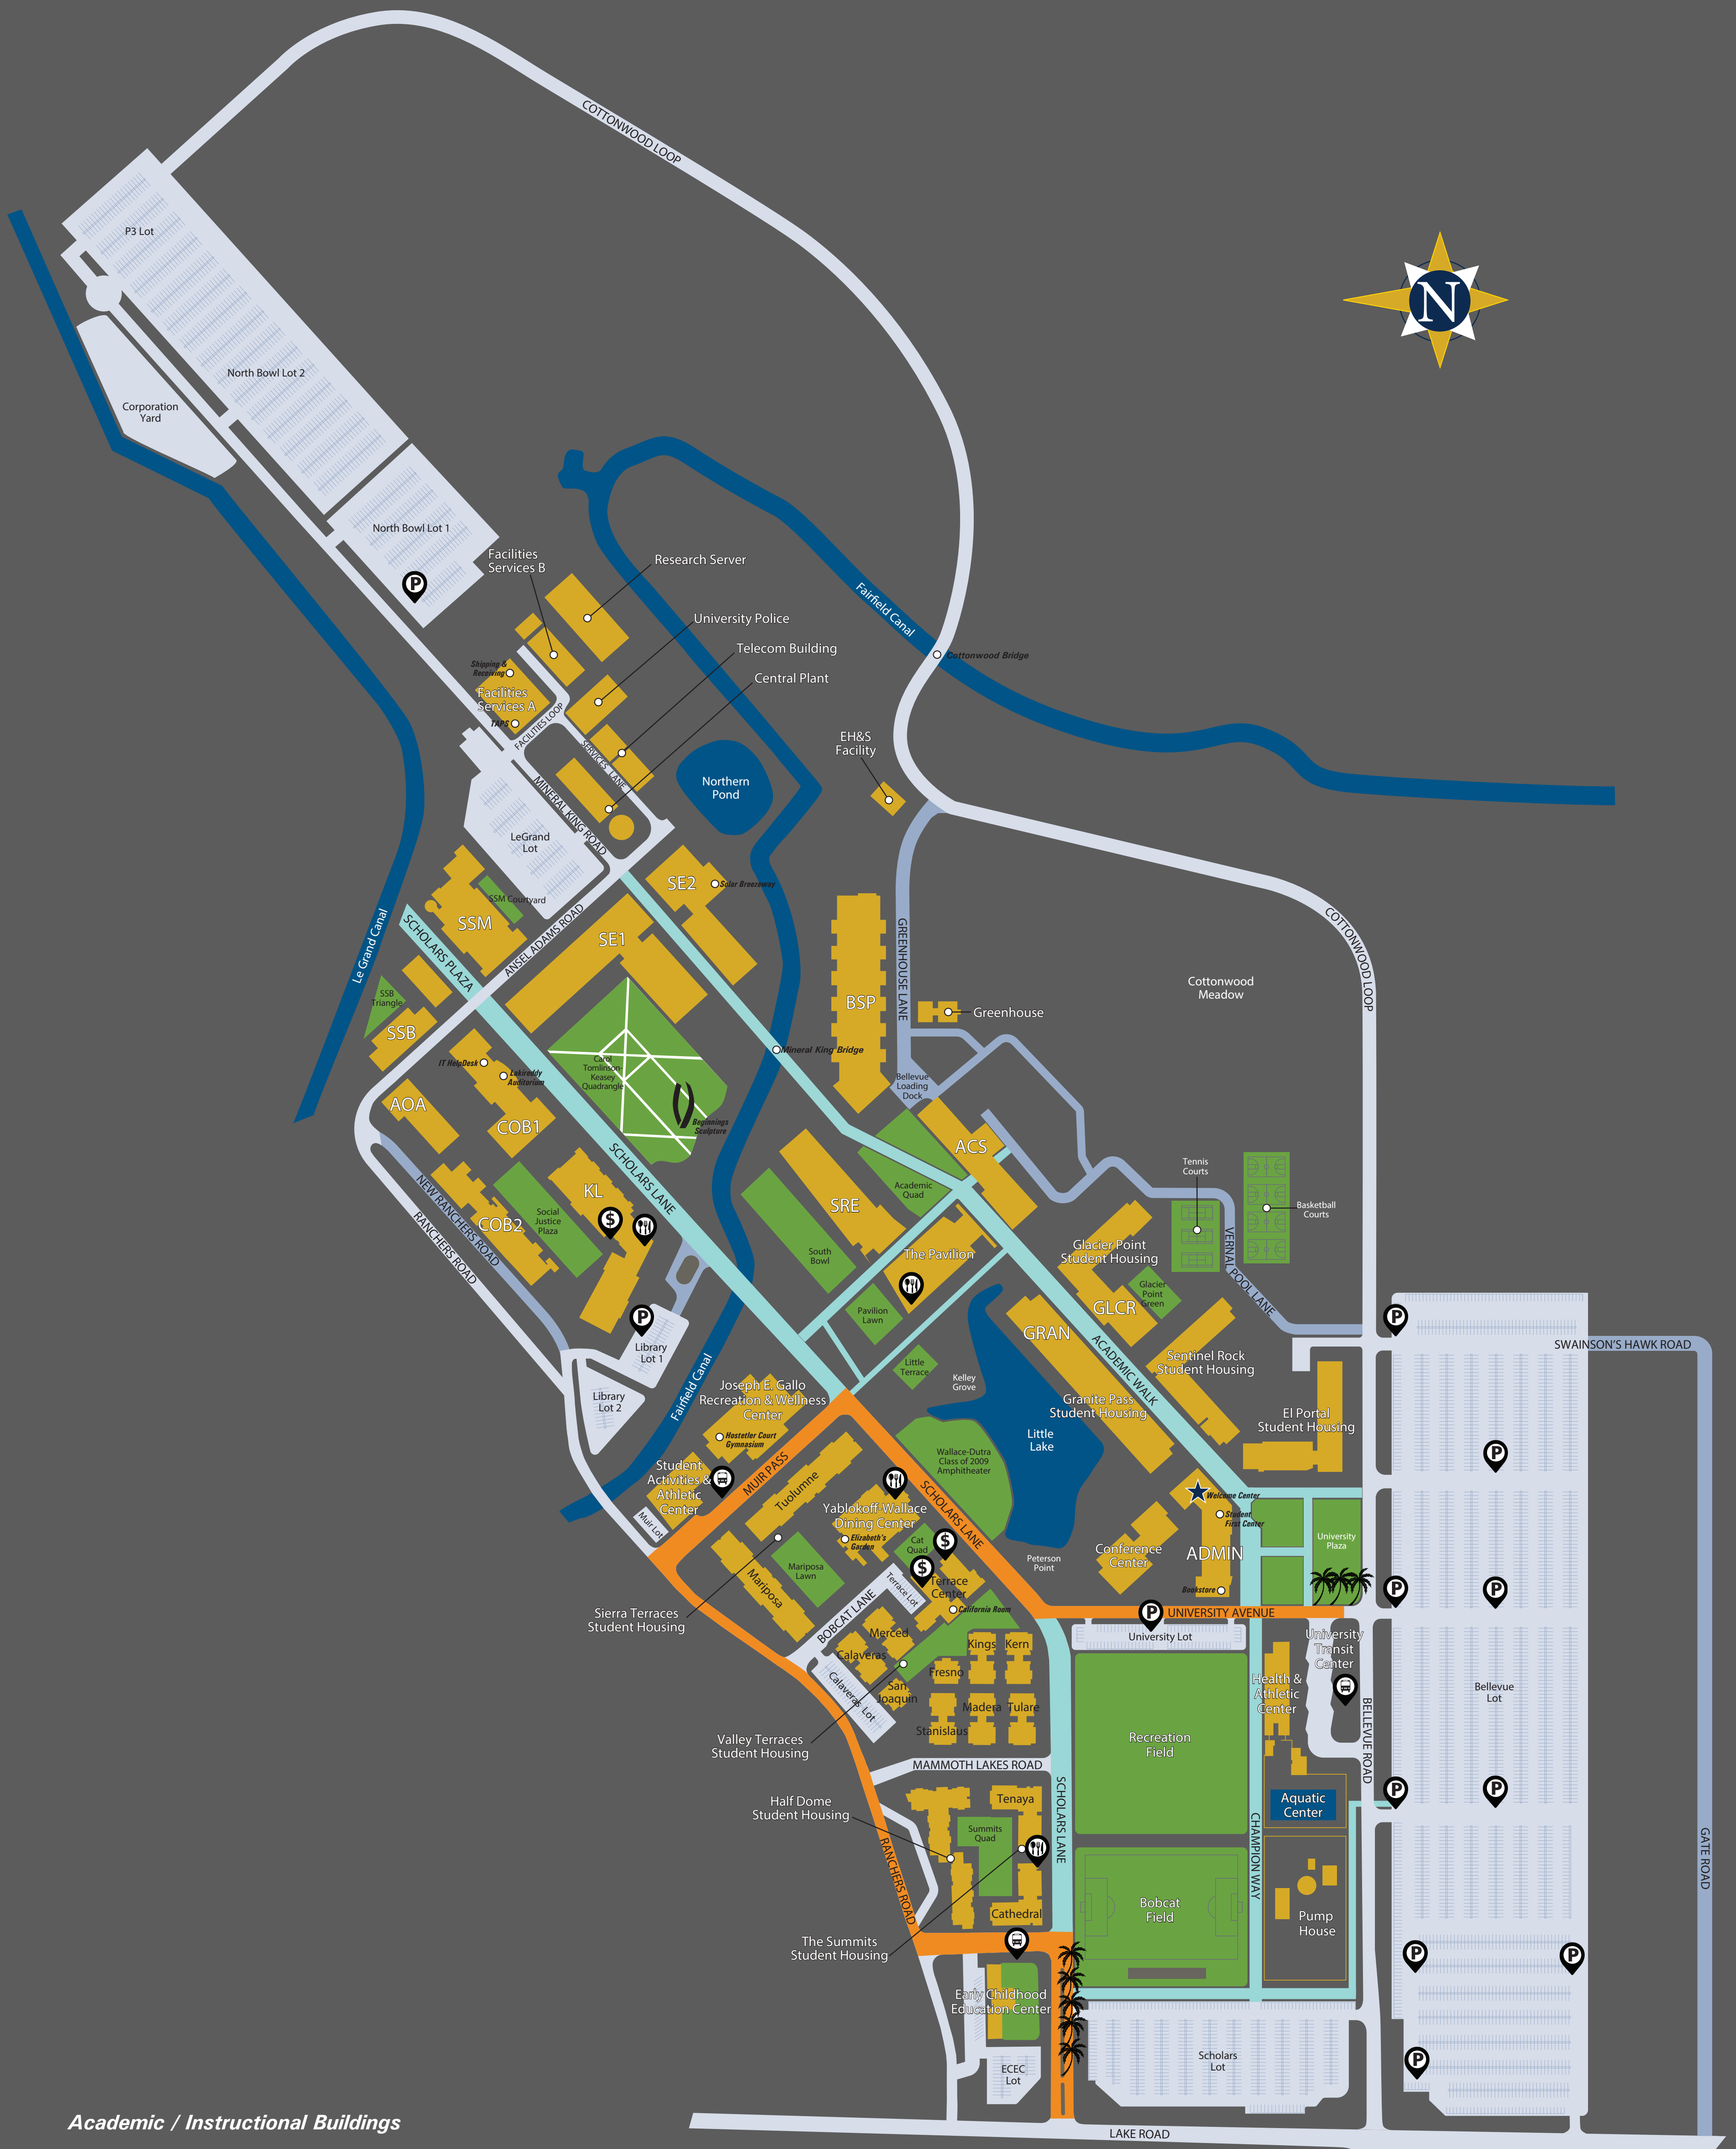 COTTONWOOD LOOP
P3 Lot
N
North Bowl Lot 2
Corporation
Yard
North Bowl Lot 1
P
Facilities
Services B
Research Server
University Police
Telecom Building
Central Plant
Fairfield Canal
Cottonwood Bridge
Shipping &
Receiving
Facilities
Services A
TAPS
FACILITIES LOOP
SERVICES LANE
MINERAL KING ROAD
EH&S
Facility
Northern
Pond
LeGrand
Lot
SE2
Solar Breezeway
SSM Courtyard
SSM
SE1
SCHOLARS PLAZA
ANSEL ADAMS ROAD
Le Grand Canal
GREENHOUSE LANE
COTTONWOOD LOOP
Cottonwood
Meadow
SSB
Triangle
SSB
BSP
Greenhouse
Mineral King Bridge
IT HelpDesk
Lakireddy
Auditorium
Carol
Tomlinson-
Keasey
Quadrangle
Bellevue
Loading
Dock
AOA
COB1
Beginnings
Sculpture
ACS
Tennis
Courts
Basketball
Courts
SCHOLARS LANE
KL
Academic
Quad
SRE
NEW RANCHERS ROAD
RANCHERS ROAD
COB2
Social
Justice
Plaza
$
South
Bowl
The Pavilion
Glacier Point
Student Housing
VERNAL POOL LANE
Glacier
Point
Green
GLCR
Pavilion
Lawn
GRAN
P
P
Library
Lot 1
SWAINSON'S HAWK ROAD
ACADEMIC WALK
Sentinel Rock
Student Housing
Little
Terrace
Kelley
Grove
Fairfield Canal
Joseph E. Gallo
Recreation & Wellness
Center
Library
Lot 2
Granite Pass
Student Housing
El Portal
Student Housing
Hostetler Court
Gymnasium
Little
Lake
Wallace-Dutra
Class of 2009
Amphitheater
P
Student
Activities &
Athletic
Center
MUIR PASS
Tuolumne
SCHOLARS LANE
Yablokoff-Wallace
Dining Center
Welcome Center
Student
First Center
Muir Lot
Elizabeth's
Garden
Cat
Quad
$
$
Conference
Center
ADMIN
University
Plaza
Peterson
Point
Mariposa
Lawn
Mariposa
Terrace Lot
Terrace
Center
Bookstore
P
P
P
Sierra Terraces
Student Housing
BOBCAT LANE
California Room
UNIVERSITY AVENUE
University Lot
Merced
Calaveras
Kings
Kern
Fresno
University
Transit
Center
Health &
Athletic
Center
Calaveras Lot
San
Joaquin
Madera
Tulare
Stanislaus
Bellevue
Lot
BELLEVUE ROAD
Valley Terraces
Student Housing
Recreation
Field
MAMMOTH LAKES ROAD
Half Dome
Student Housing
Tenaya
SCHOLARS LANE
Aquatic
Center
P
P
Summits
Quad
CHAMPION WAY
GATE ROAD
RANCHERS ROAD
Cathedral
Bobcat
Field
Pump
House
The Summits
Student Housing
P
P
Early Childhood
Education Center
ECEC
Lot
Scholars
Lot
P
Academic / Instructional Buildings
LAKE ROAD